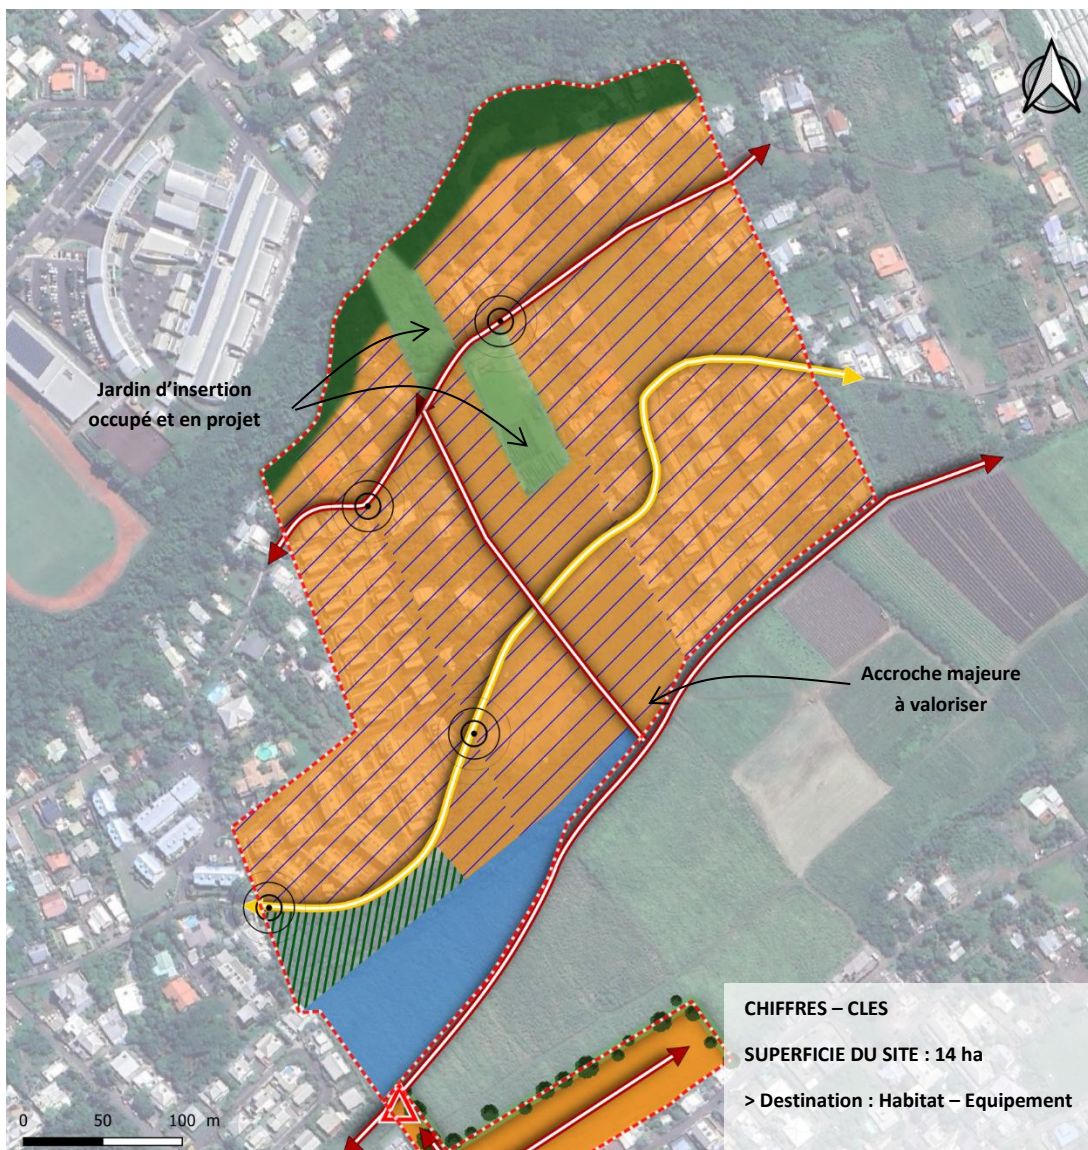 Jardin d'insertion
occupé et en projet
Accroche majeure
à valoriser
CHIFFRES – CLES
SUPERFICIE DU SITE : 14 ha
> Destination : Habitat – Equipement
0 50 100 m